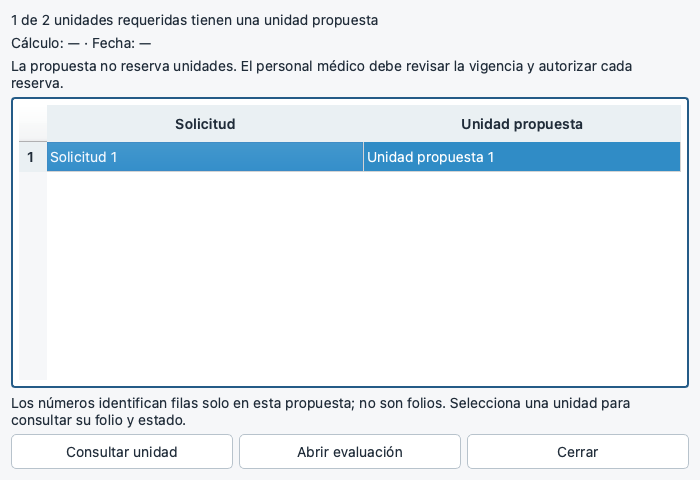 1 de 2 unidades requeridas tienen una unidad propuesta
Cálculo: — · Fecha: —
La propuesta no reserva unidades. El personal médico debe revisar la vigencia y autorizar cada
reserva.
Solicitud Unidad propuesta
1 Solicitud 1 Unidad propuesta 1
Los números identifican filas solo en esta propuesta; no son folios. Selecciona una unidad para
consultar su folio y estado.
Consultar unidad Abrir evaluación Cerrar